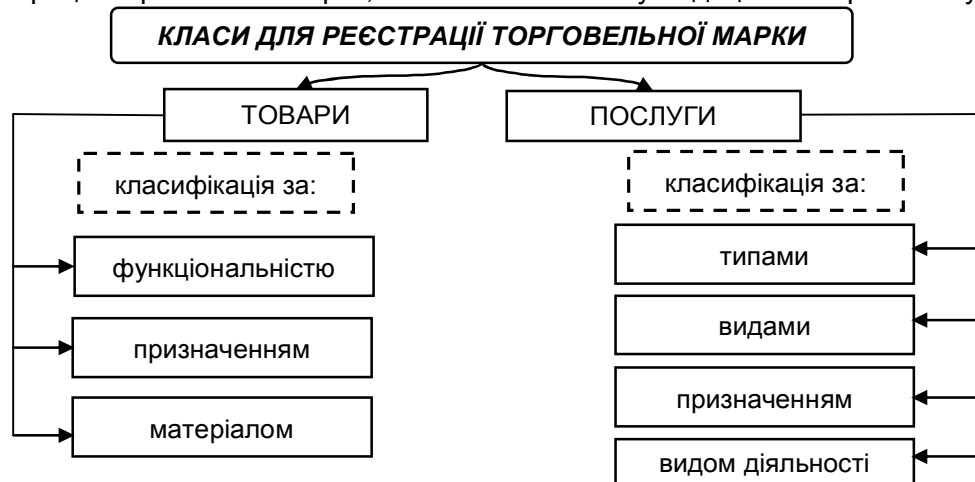 КЛАСИ ДЛЯ РЕЄСТРАЦІЇ ТОРГОВЕЛЬНОЇ МАРКИ
ТОВАРИ
ПОСЛУГИ
класифікація за:
класифікація за:
функціональністю
призначенням
матеріалом
типами
видами
призначенням
видом діяльності